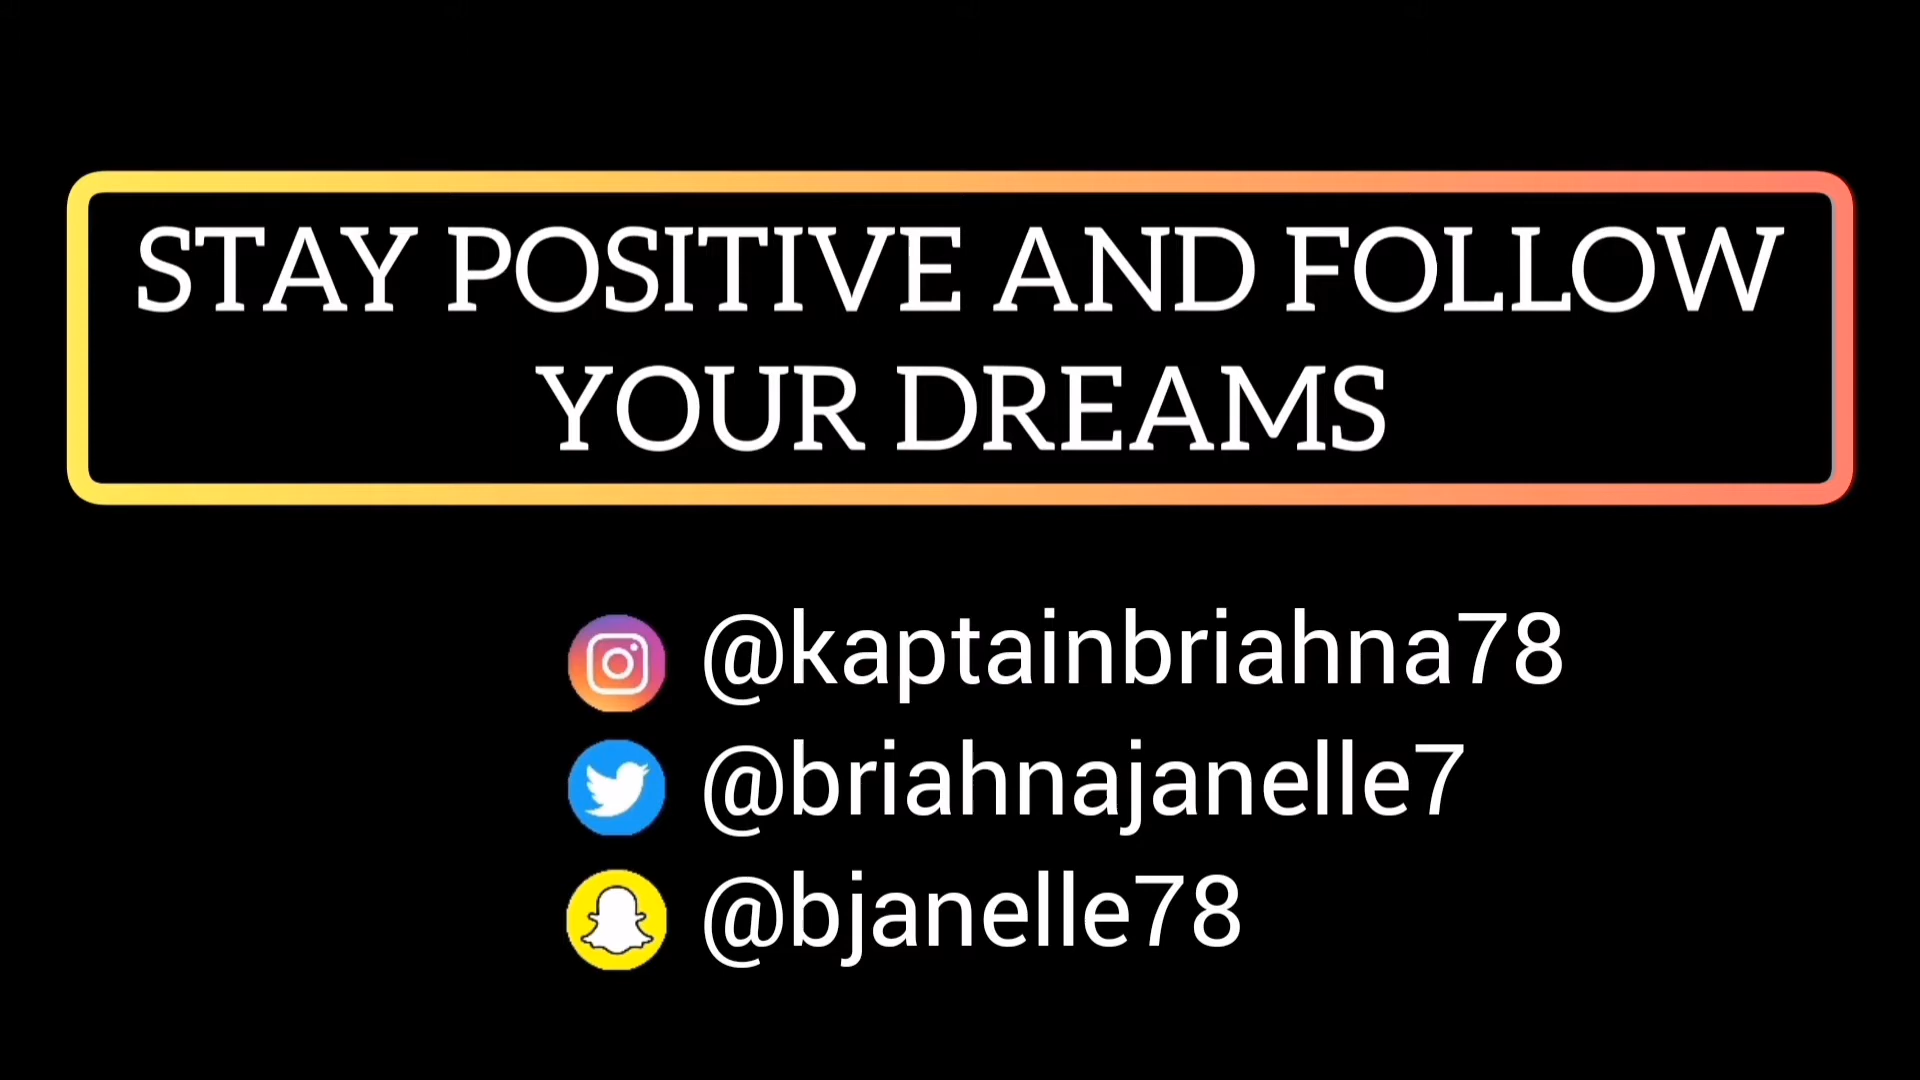 STAY POSITIVE AND FOLLOW
YOUR DREAMS
@kaptainbriahna78
@briahnajanelle7
@bjanelle78